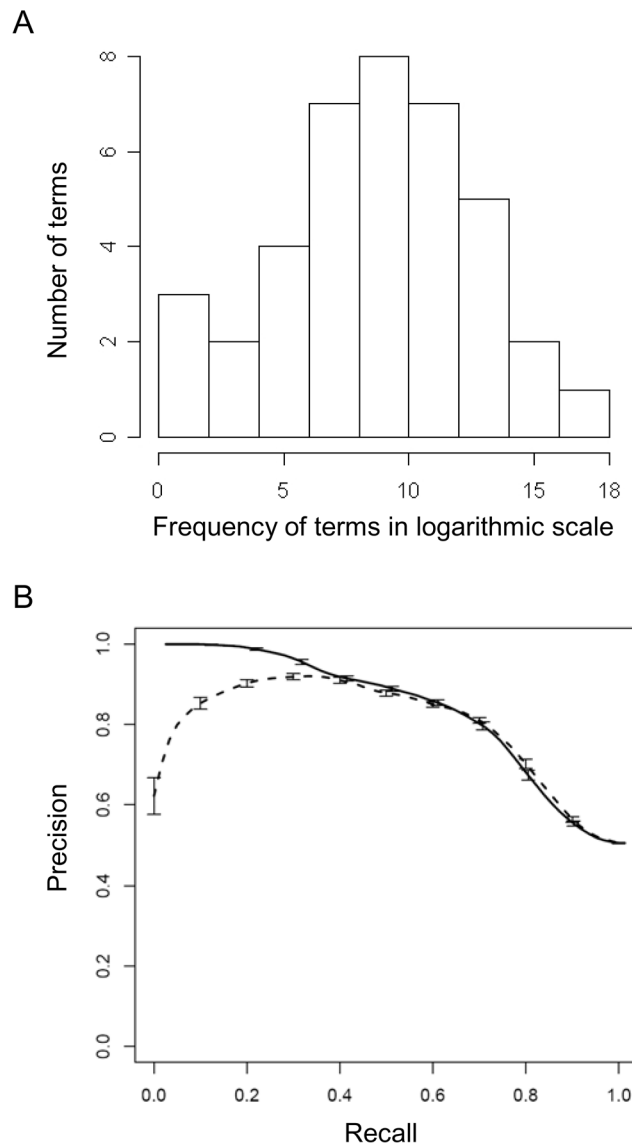 A
8
6
4
2
0
Number of terms
0 5 10 15 18
Frequency of terms in logarithmic scale
B
1.0
0.8
0.6
0.4
0.2
0.0
Precision
0.0 0.2 0.4 0.6 0.8 1.0
Recall